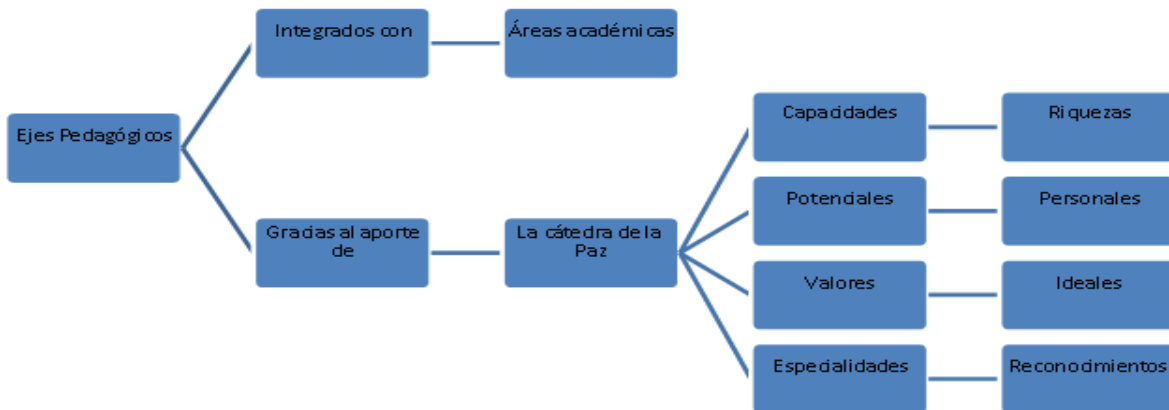 Integrados con
Áreas académicas
Ejes Pedagógicos
Capacidades
Riquezas
Potenciales
Personales
Gracias al aporte
de
La cátedra de la
Paz
Valores
Ideales
Especialidades
Reconocimientos